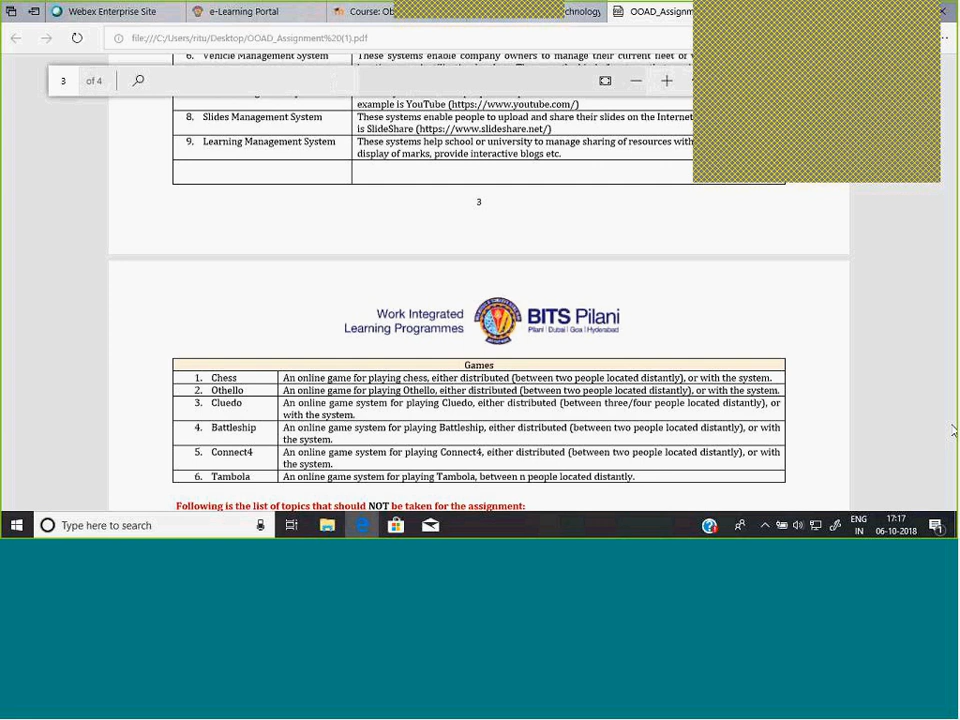 Webex Enterprise Site
e-Learning Portal
Course: Ob
chnology
OOAD_Assignm
file:///C:/Users/ritu/Desktop/OOAD_Assignment%20(1).pdf
6. Vehicle Management System
These systems enable company owners to manage their current fleet or
3 of 4
example is YouTube (https://www.youtube.com/)
8. Slides Management System
These systems enable people to upload and share their slides on the Internet
is SlideShare (https://www.slideshare.net/)
9. Learning Management System
These systems help school or university to manage sharing of resources with
display of marks, provide interactive blogs etc.
3
Work Integrated
Learning Programmes
BITS Pilani
Pilani | Dubai | Goa | Hyderabad
Games
1. Chess
An online game for playing chess, either distributed (between two people located distantly), or with the system.
2. Othello
An online game for playing Othello, either distributed (between two people located distantly), or with the system.
3. Cluedo
An online game system for playing Cluedo, either distributed (between three/four people located distantly), or
with the system.
4. Battleship
An online game system for playing Battleship, either distributed (between two people located distantly), or with
the system.
5. Connect4
An online game system for playing Connect4, either distributed (between two people located distantly), or with
the system.
6. Tambola
An online game system for playing Tambola, between n people located distantly.
Following is the list of topics that should NOT be taken for the assignment:
Type here to search
ENG
IN
17:17
06-10-2018
1